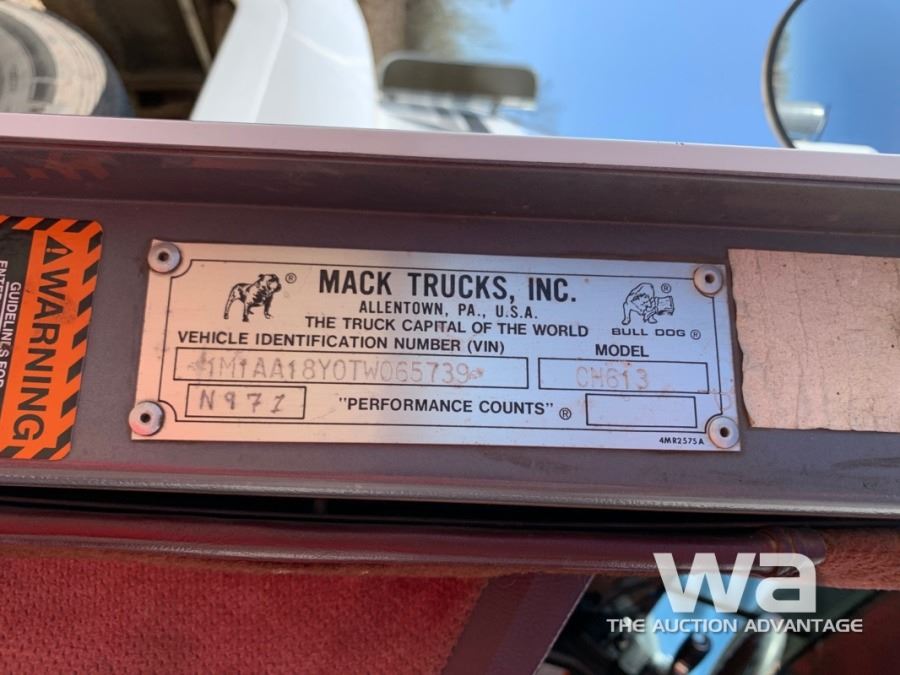 MACK TRUCKS, INC.
ALLENTOWN, PA., U.S.A.
THE TRUCK CAPITAL OF THE WORLD
BULL DOG ®
VEHICLE IDENTIFICATION NUMBER (VIN)
MODEL
1M1AA18Y0TW065739
CH613
N971
"PERFORMANCE COUNTS" ®
4MR2575A
WARNING
GUIDELINES FOR
wa
THE AUCTION ADVANTAGE